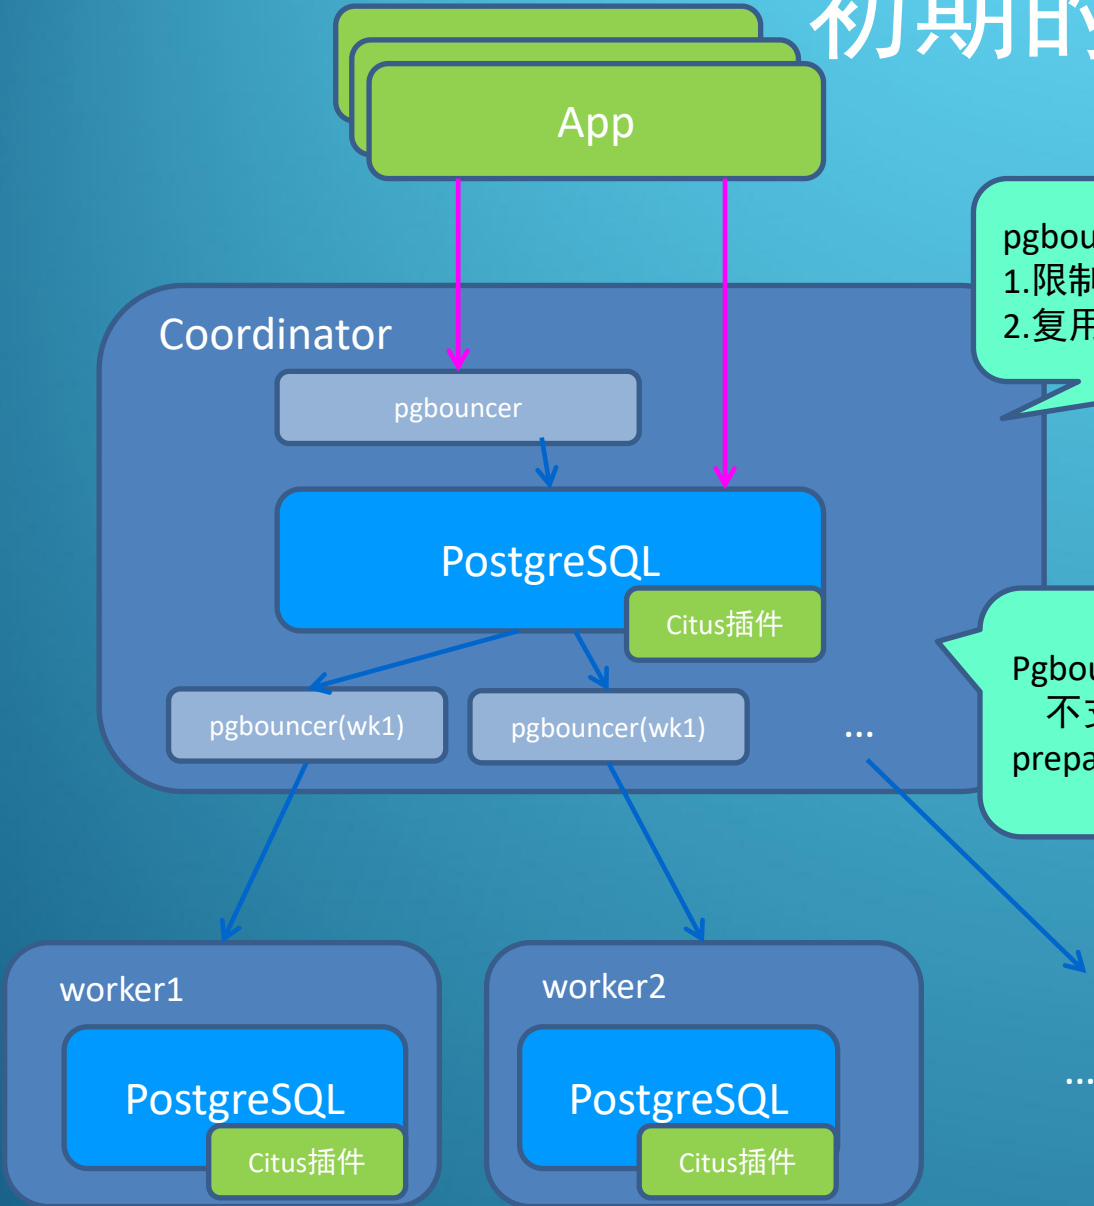 初期的
App
pgbou
1.限制
2.复用
Coordinator
pgbouncer
PostgreSQL
Citus插件
Pgbou
不支
prepa
pgbouncer(wk1)
pgbouncer(wk1)
...
worker1
worker2
PostgreSQL
PostgreSQL
...
Citus插件
Citus插件